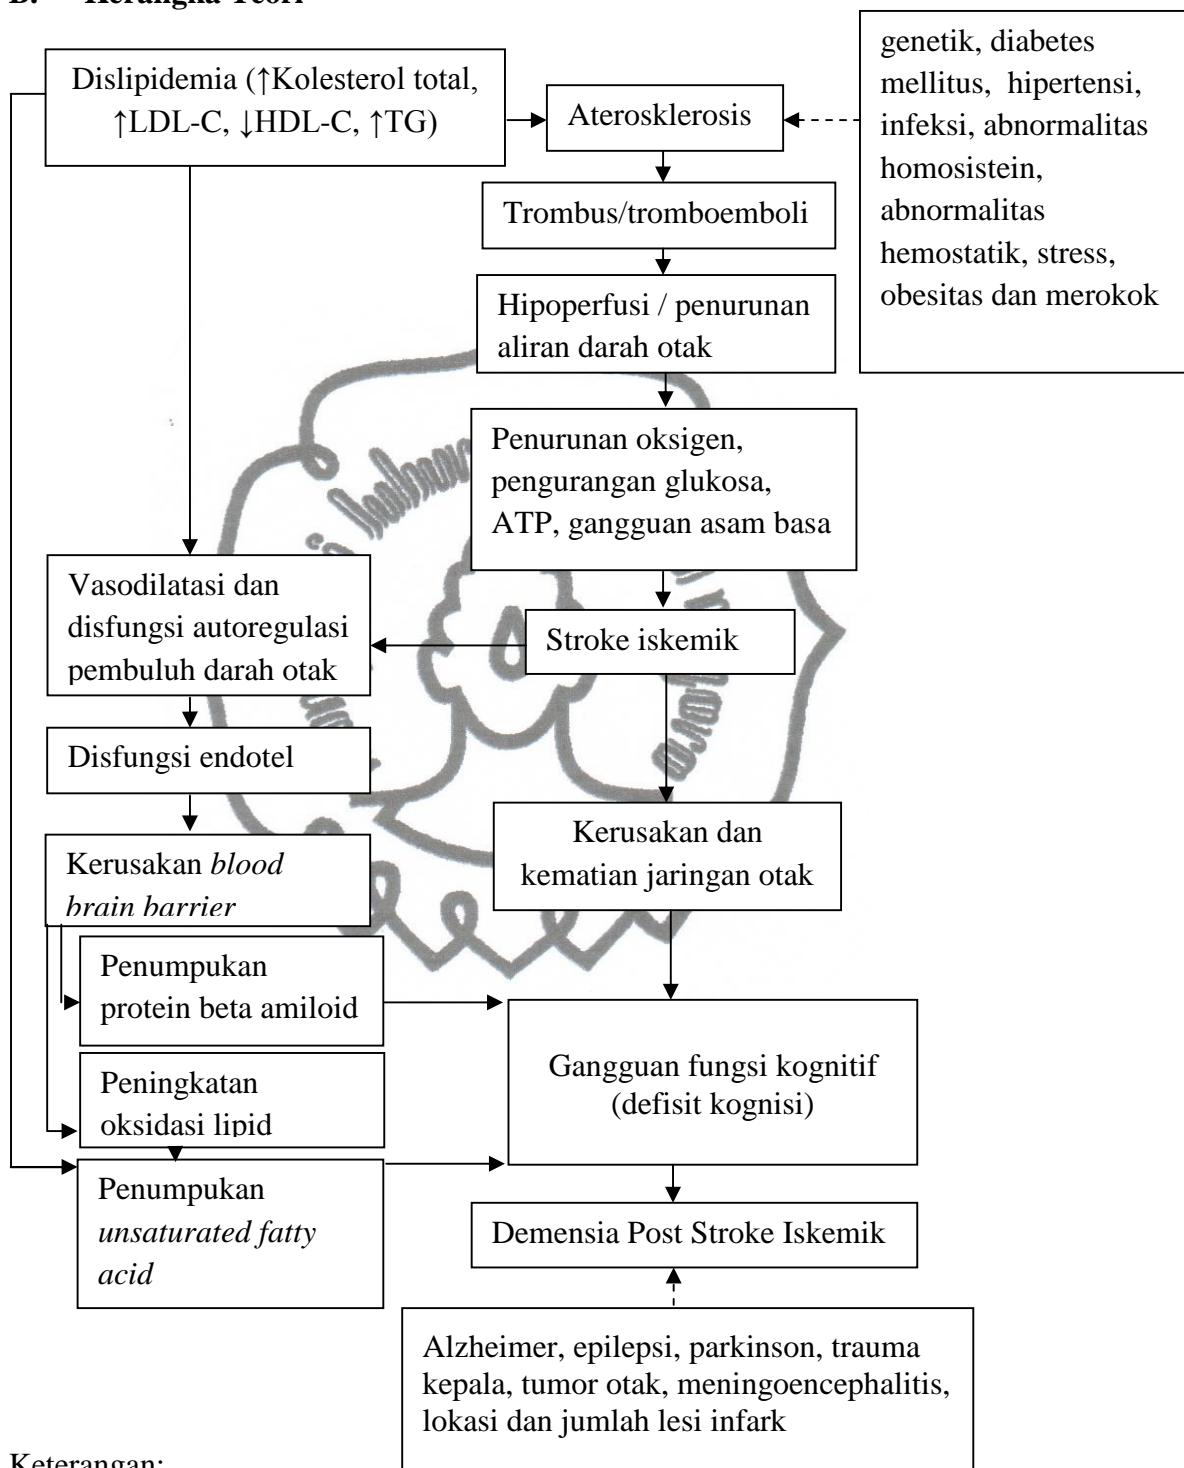 B. Kerangka Teori
Dislipidemia (↑Kolesterol total,
↑LDL-C, ↓HDL-C, ↑TG)
Aterosklerosis
genetik, diabetes
mellitus, hipertensi,
infeksi, abnormalitas
homosistein,
abnormalitas
hemostatik, stress,
obesitas dan merokok
Trombus/tromboemboli
Hipoperfusi / penurunan
aliran darah otak
Penurunan oksigen,
pengurangan glukosa,
ATP, gangguan asam basa
Vasodilatasi dan
disfungsi autoregulasi
pembuluh darah otak
Stroke iskemik
Disfungsi endotel
Kerusakan blood
brain barrier
Kerusakan dan
kematian jaringan otak
Penumpukan
protein beta amiloid
Peningkatan
oksidasi lipid
Penumpukan
unsaturated fatty
acid
Gangguan fungsi kognitif
(defisit kognisi)
Demensia Post Stroke Iskemik
Alzheimer, epilepsi, parkinson, trauma
kepala, tumor otak, meningoencephalitis,
lokasi dan jumlah lesi infark
Keterangan: